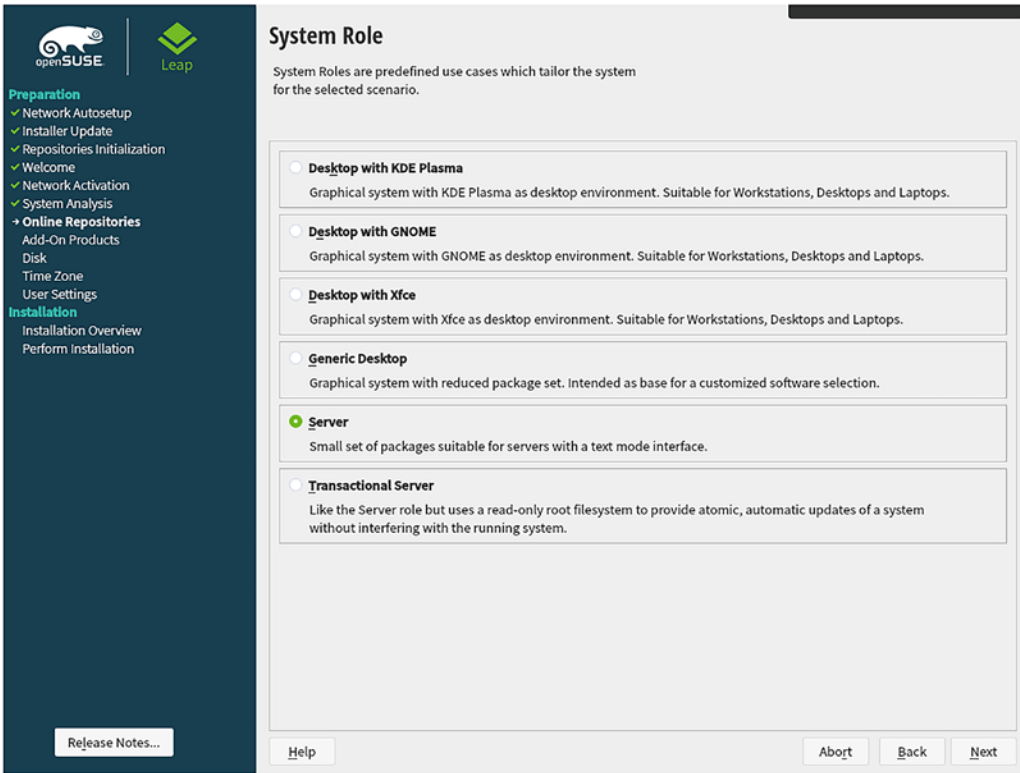 openSUSE
Leap
Preparation
Network Autosetup
Installer Update
Repositories Initialization
Welcome
Network Activation
System Analysis
Online Repositories
Add-On Products
Disk
Time Zone
User Settings
Installation
Installation Overview
Perform Installation
Release Notes...
System Role
System Roles are predefined use cases which tailor the system
for the selected scenario.
Desktop with KDE Plasma
Graphical system with KDE Plasma as desktop environment. Suitable for Workstations, Desktops and Laptops.
Desktop with GNOME
Graphical system with GNOME as desktop environment. Suitable for Workstations, Desktops and Laptops.
Desktop with Xfce
Graphical system with Xfce as desktop environment. Suitable for Workstations, Desktops and Laptops.
Generic Desktop
Graphical system with reduced package set. Intended as base for a customized software selection.
Server
Small set of packages suitable for servers with a text mode interface.
Transactional Server
Like the Server role but uses a read-only root filesystem to provide atomic, automatic updates of a system
without interfering with the running system.
Help
Abort
Back
Next